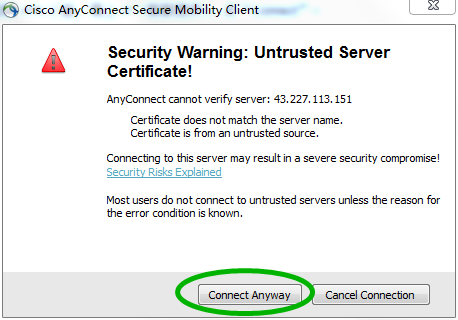 Cisco AnyConnect Secure Mobility Client
Security Warning: Untrusted Server
Certificate!
AnyConnect cannot verify server: 43.227.113.151
Certificate does not match the server name.
Certificate is from an untrusted source.
Connecting to this server may result in a severe security compromise!
Security Risks Explained
Most users do not connect to untrusted servers unless the reason for
the error condition is known.
Connect Anyway
Cancel Connection